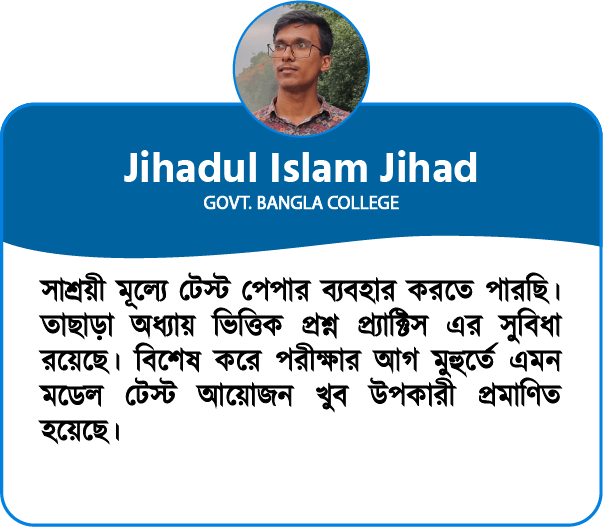 Jihadul Islam Jihad
GOVT. BANGLA COLLEGE
সাশ্রয়ী মূল্যে টেস্ট পেপার ব্যবহার করতে পারছি।
তাছাড়া অধ্যায় ভিত্তিক প্রশ্ন প্র্যাক্টিস এর সুবিধা
রয়েছে। বিশেষ করে পরীক্ষার আগ মুহুর্তে এমন
মডেল টেস্ট আয়োজন খুব উপকারী প্রমাণিত
হয়েছে।